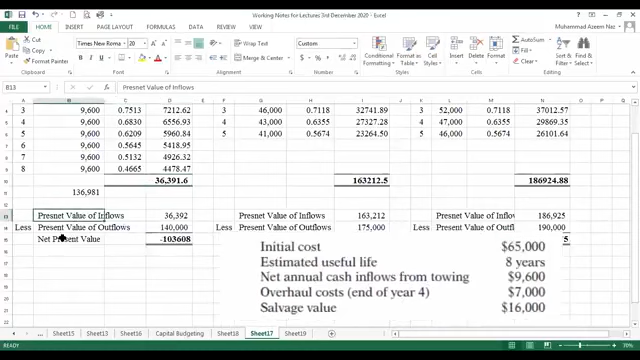 Working Notes for Lectures 3rd December 2020 - Excel
Muhammad Azeem Naz
FILE HOME INSERT PAGE LAYOUT FORMULAS DATA REVIEW VIEW
Paste Times New Roma 20 Wrap Text Custom AutoSum
B I U Merge & Center $ % Conditional Formatting Format as Table Cell Styles Insert Delete Format Fill Clear Sort & Filter Find & Select
Clipboard Font Alignment Number Styles Cells Editing
B13 fx Presnet Value of Inflows
A B C D E F G H I J K L M N O P Q
3 9,600 0.7513 7212.62 3 46,000 0.7118 32741.89 3 52,000 0.7118 37012.57
4 9,600 0.6830 6556.93 4 43,000 0.6355 27327.28 4 47,000 0.6355 29869.35
5 9,600 0.6209 5960.84 5 41,000 0.5674 23264.50 5 46,000 0.5674 26101.64
6 9,600 0.5645 5418.95
7 9,600 0.5132 4926.32
8 9,600 0.4665 4478.47
36,391.6 163212.5 186924.88
136,981
Presnet Value of Inflows 36,392 Presnet Value of Inflows 163,212 Presnet Value of Inflows 186,925
Less Present Value of Outflows 140,000 Less Present Value of Outflows 175,000 Less Present Value of Outflows 190,000
Net Present Value -103608
Initial cost $65,000
Estimated useful life 8 years
Net annual cash inflows from towing $9,600
Overhaul costs (end of year 4) $7,000
Salvage value $16,000
Sheet15 Sheet13 Sheet16 Capital Budgeting Sheet18 Sheet17 Sheet19
READY 70%